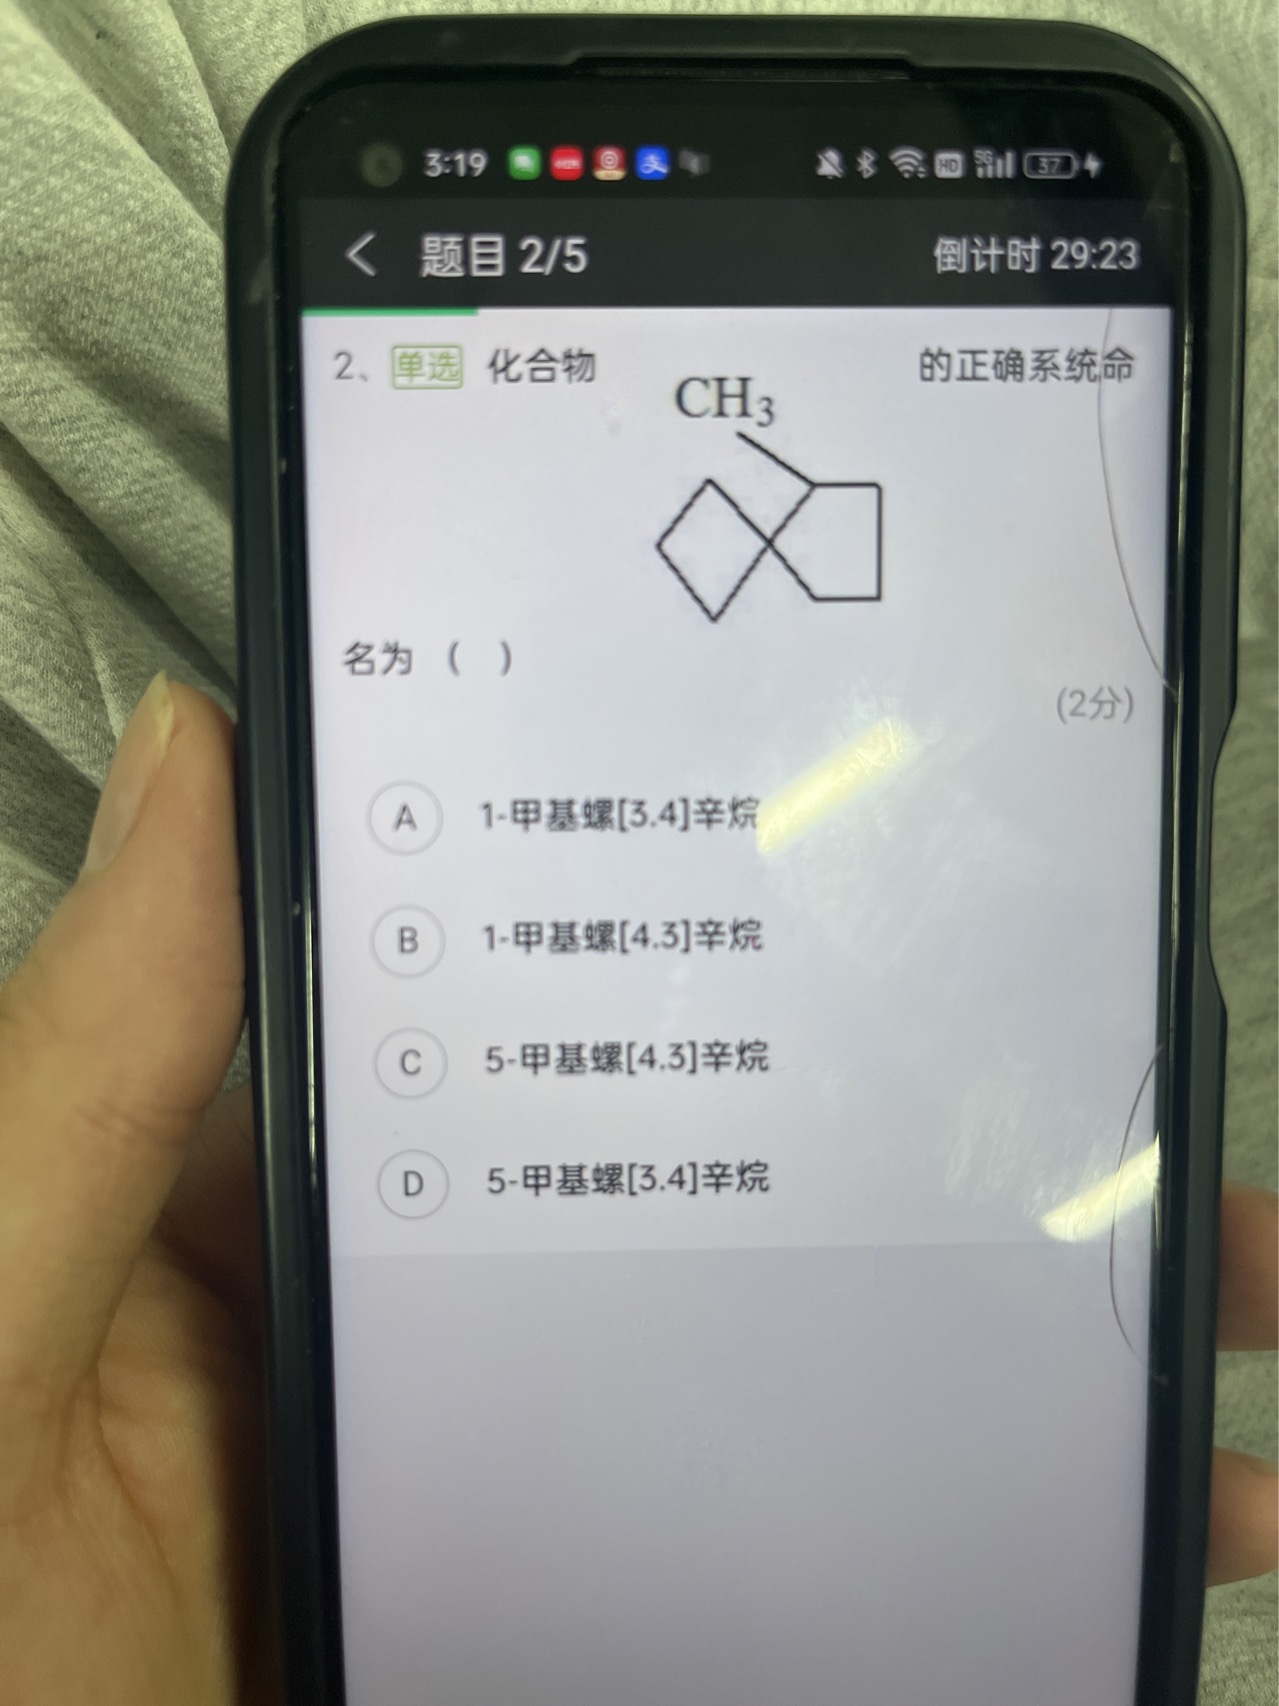 3:19 HD 5G 37
题目 2/5 倒计时 29:23
2、 单选 化合物 的正确系统命
CH3
名为 ( )
(2分)
A 1-甲基螺[3.4]辛烷
B 1-甲基螺[4.3]辛烷
C 5-甲基螺[4.3]辛烷
D 5-甲基螺[3.4]辛烷